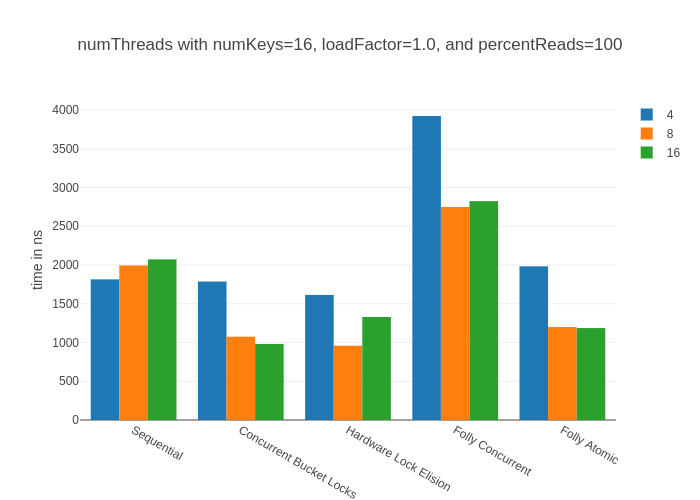 numThreads with numKeys=16, loadFactor=1.0, and percentReads=100
4
8
16
4000
3500
3000
2500
2000
1500
1000
500
0
time in ns
Sequential
Concurrent Bucket Locks
Hardware Lock Elision
Folly Concurrent
Folly Atomic